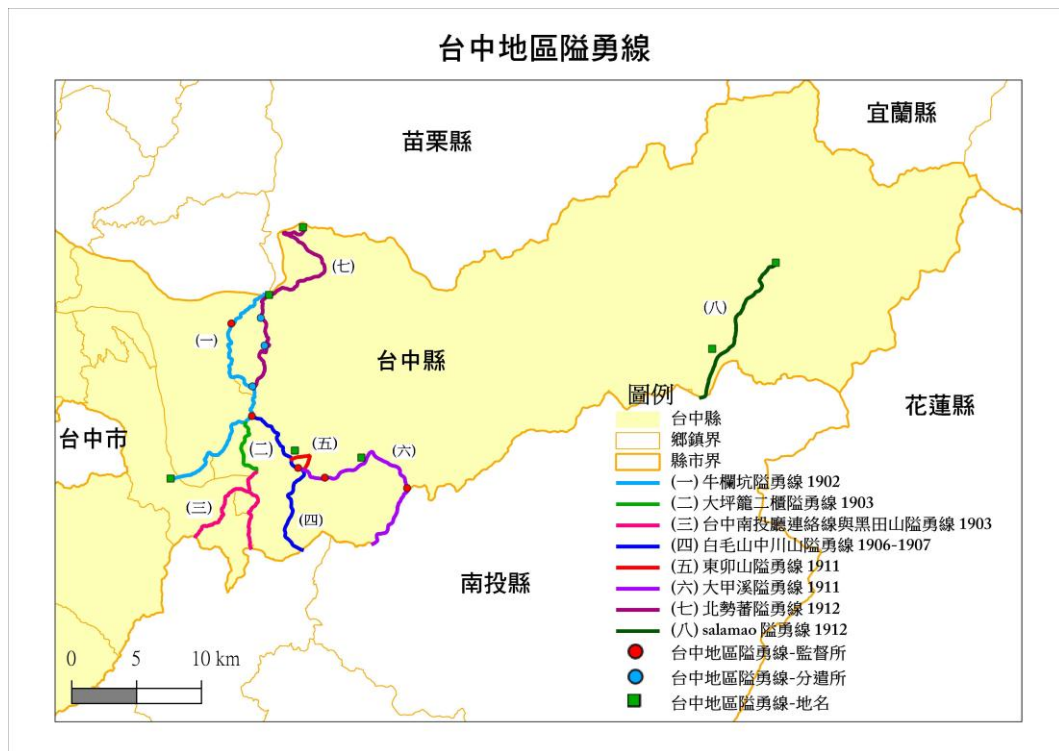 台中地區隘勇線
宜蘭縣
苗栗縣
(七)
(八)
(一)
台中縣
花蓮縣
台中市
(二)
(五)
(六)
(三)
(四)
南投縣
圖例
台中縣
鄉鎮界
縣市界
(一) 牛欄坑隘勇線 1902
(二) 大坪籠二櫃隘勇線 1903
(三) 台中南投廳連絡線與黑田山隘勇線 1903
(四) 白毛山中川山隘勇線 1906-1907
(五) 東卯山隘勇線 1911
(六) 大甲溪隘勇線 1911
(七) 北勢蕃隘勇線 1912
(八) salamao 隘勇線 1912
台中地區隘勇線-監督所
台中地區隘勇線-分遣所
台中地區隘勇線-地名
0 5 10 km